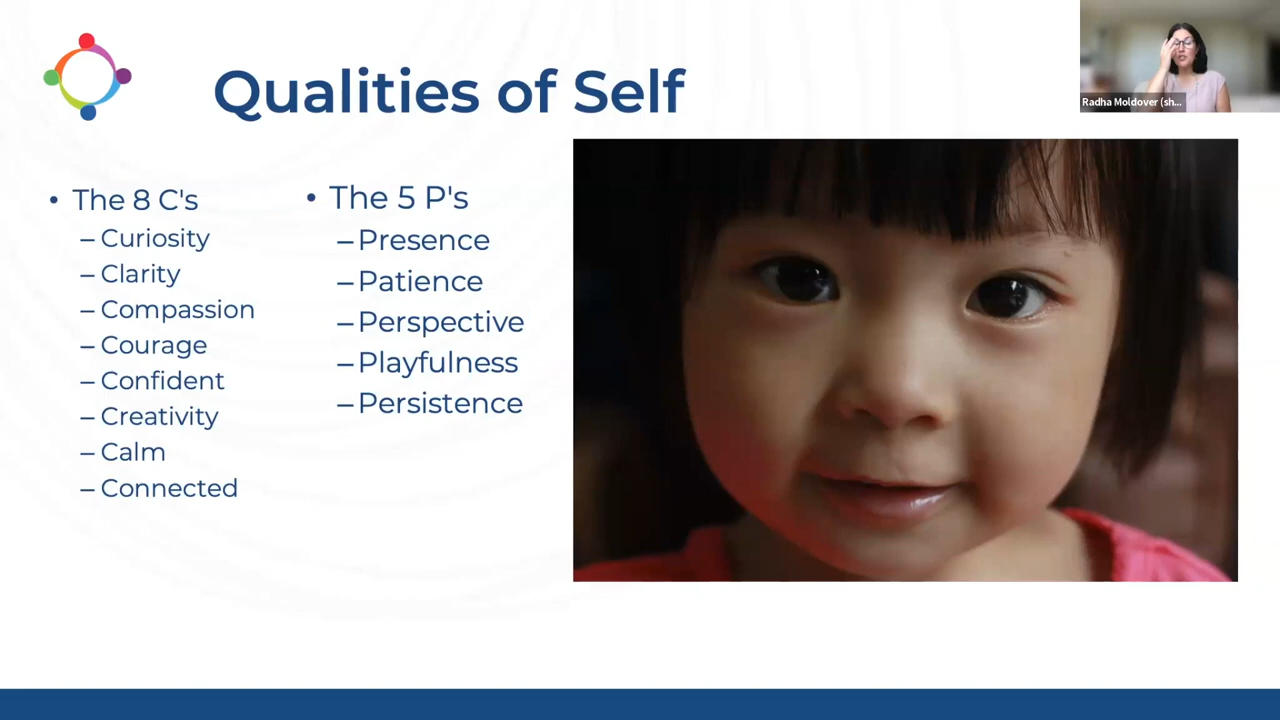 Qualities of Self
Radha Moldover (sh...
• The 8 C's
– Curiosity
– Clarity
– Compassion
– Courage
– Confident
– Creativity
– Calm
– Connected
• The 5 P's
– Presence
– Patience
– Perspective
– Playfulness
– Persistence